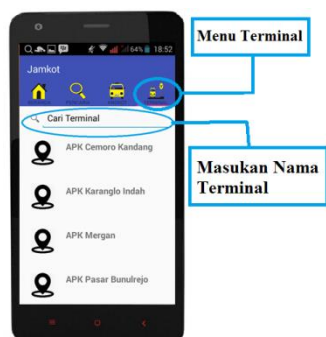 64% 18:52
Jamkot
Cari Terminal
APK Cemoro Kandang
APK Karanglo Indah
APK Mergan
APK Pasar Bunulrejo
Menu Terminal
Masukan Nama
Terminal